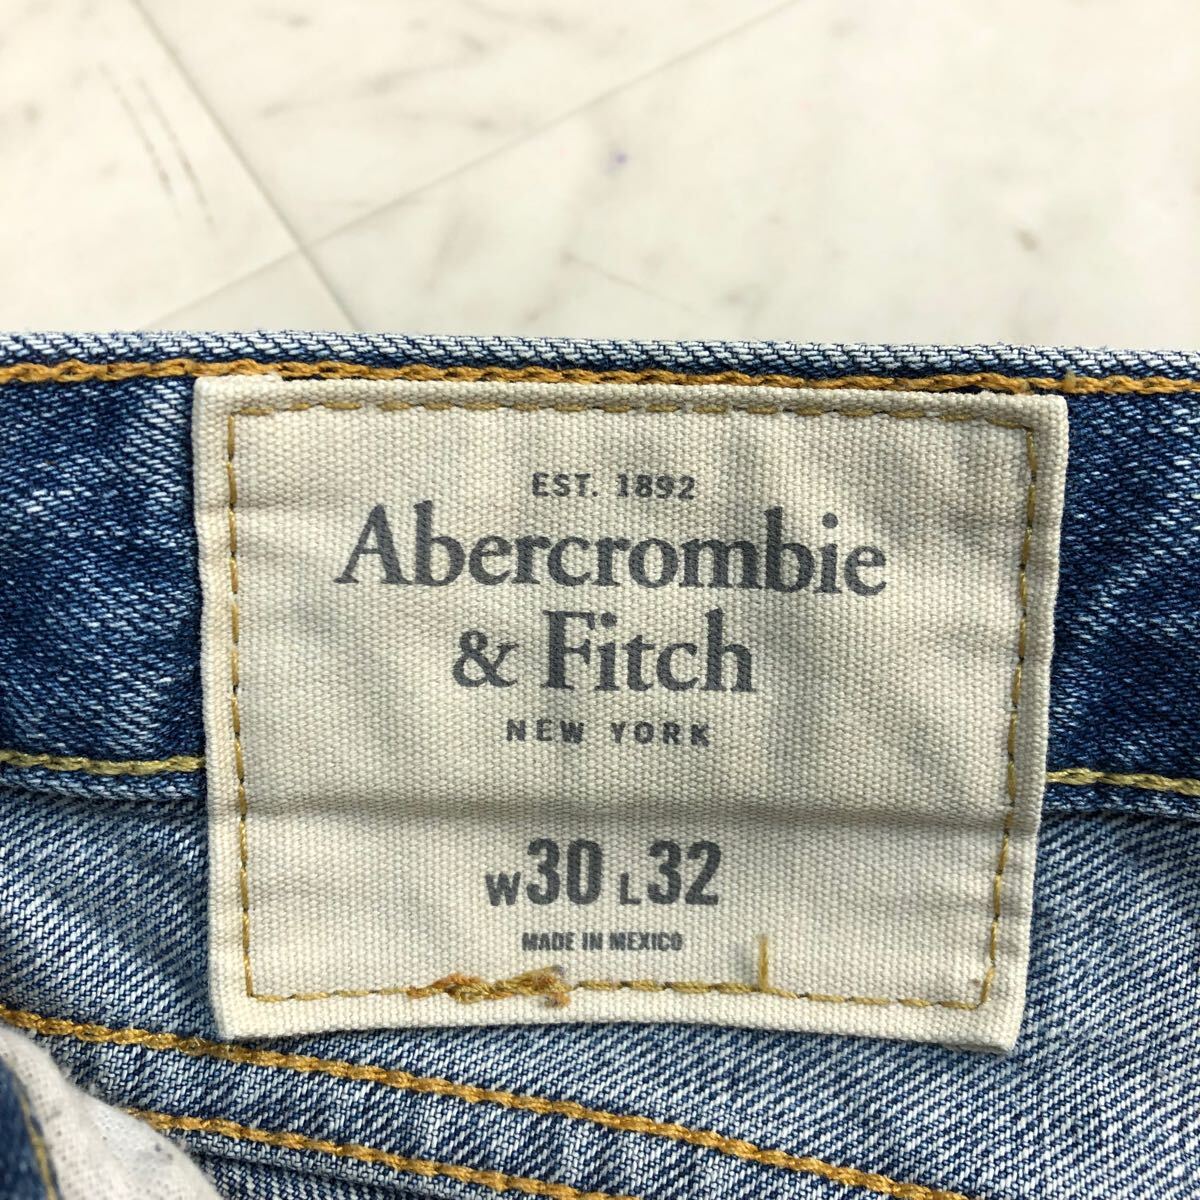 EST. 1892
Abercrombie
& Fitch
NEW YORK
W30 L32
MADE IN MEXICO